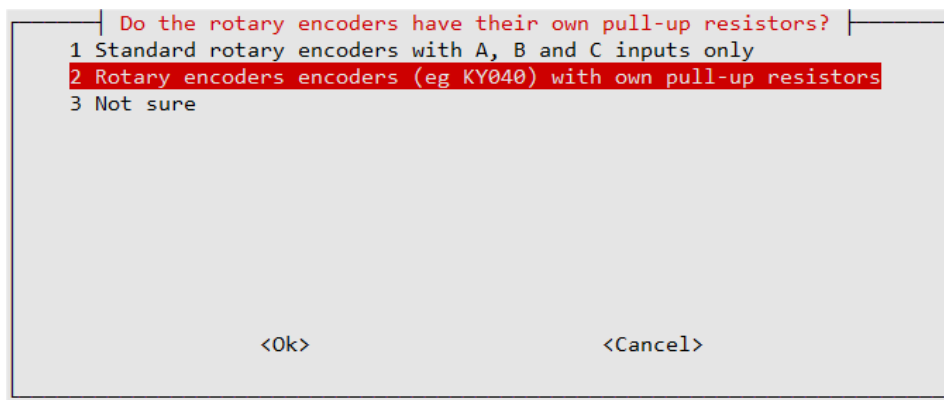 Do the rotary encoders have their own pull-up resistors?
1 Standard rotary encoders with A, B and C inputs only
2 Rotary encoders encoders (eg KY040) with own pull-up resistors
3 Not sure
<Ok> <Cancel>